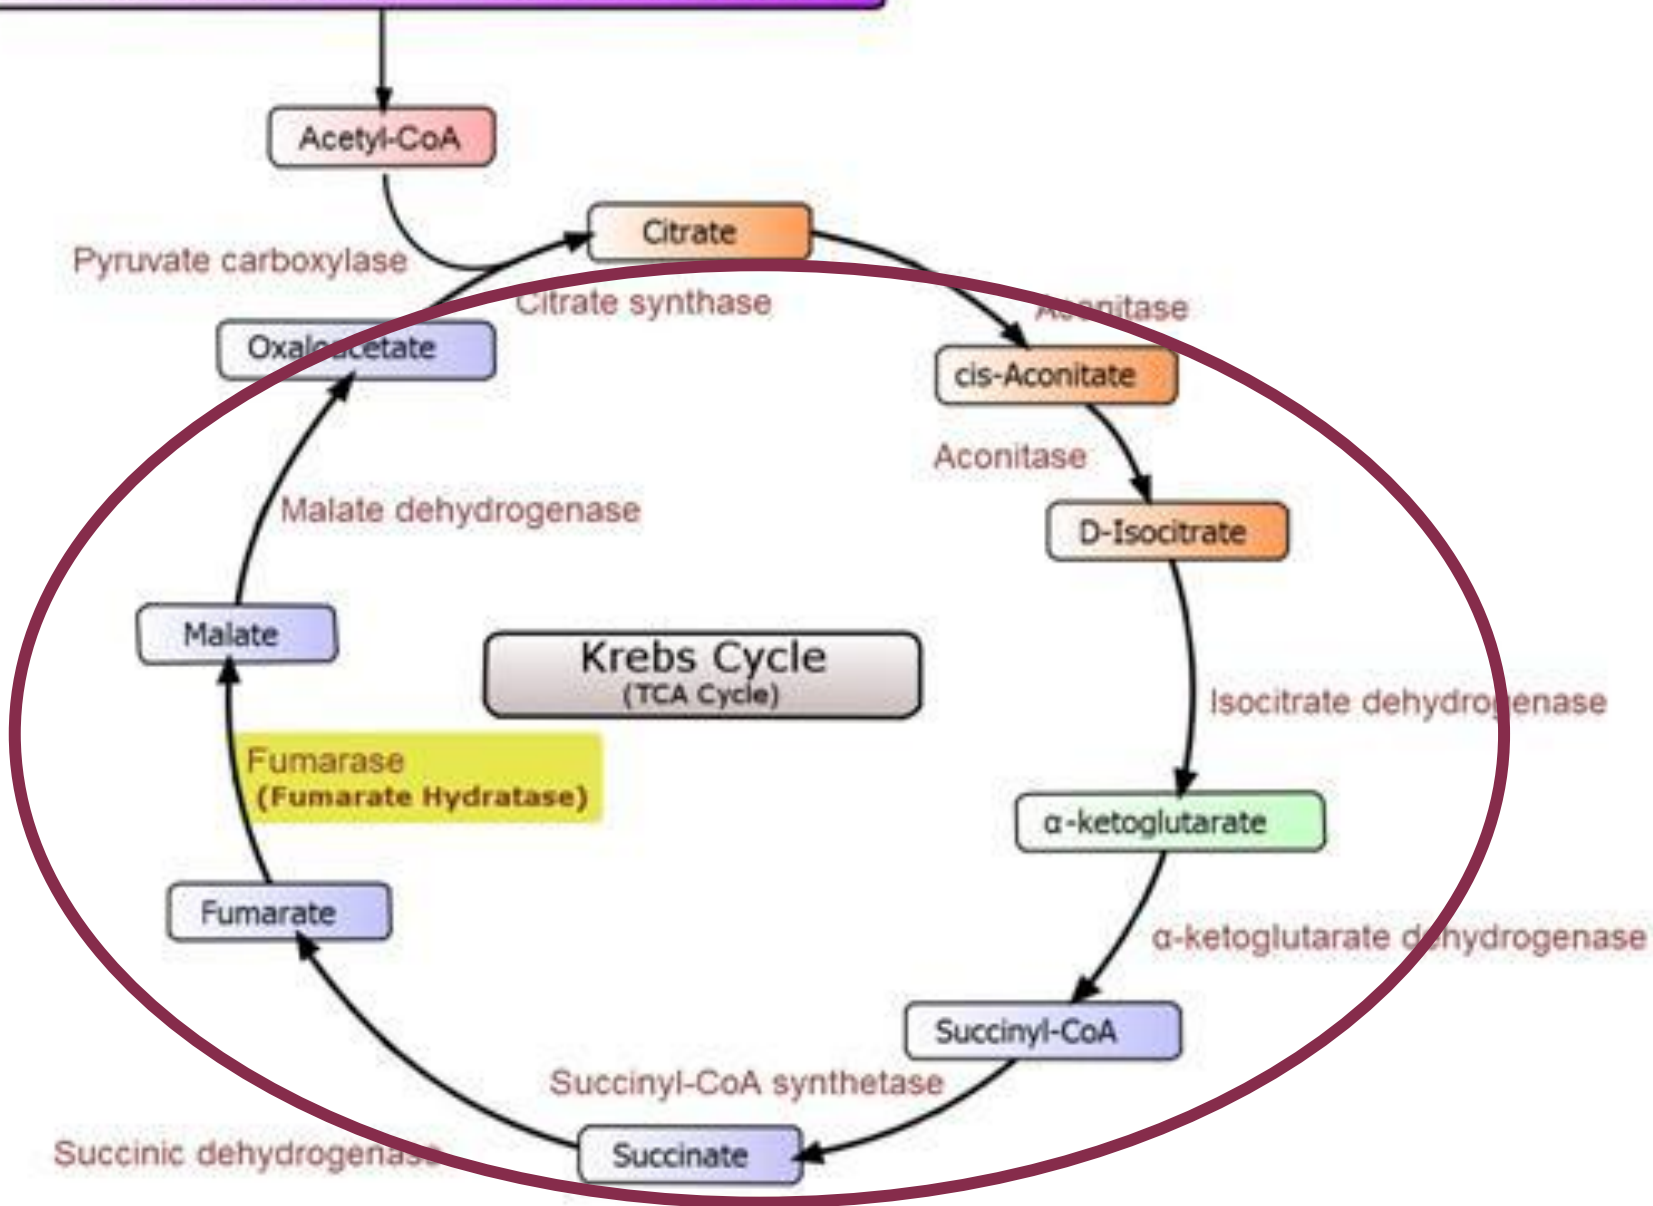 Acetyl-CoA
Citrate
Pyruvate carboxylase
Citrate synthase
Aconitase
Oxaloacetate
cis-Aconitate
Aconitase
Malate dehydrogenase
D-Isocitrate
Malate
Krebs Cycle
(TCA Cycle)
Isocitrate dehydrogenase
Fumarase
(Fumarate Hydratase)
α-ketoglutarate
Fumarate
α-ketoglutarate dehydrogenase
Succinyl-CoA
Succinyl-CoA synthetase
Succinic dehydrogenase
Succinate